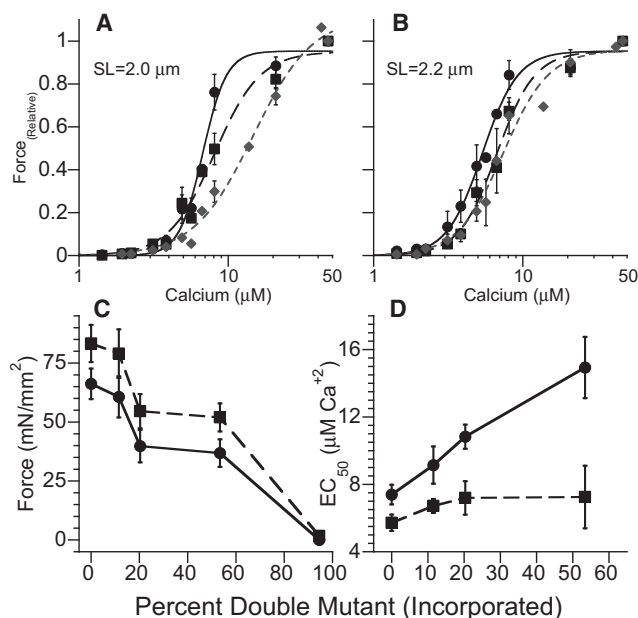 A
B
SL=2.0 μm
SL=2.2 μm
Force(Relative)
1
0.8
0.6
0.4
0.2
0
1
10
50
1
10
50
Calcium (μM)
Calcium (μM)
C
D
Force (mN/mm²)
75
50
25
0
0
20
40
60
80
100
EC₅₀ (μM Ca⁺²)
16
12
8
4
0
10
20
30
40
50
60
Percent Double Mutant (Incorporated)